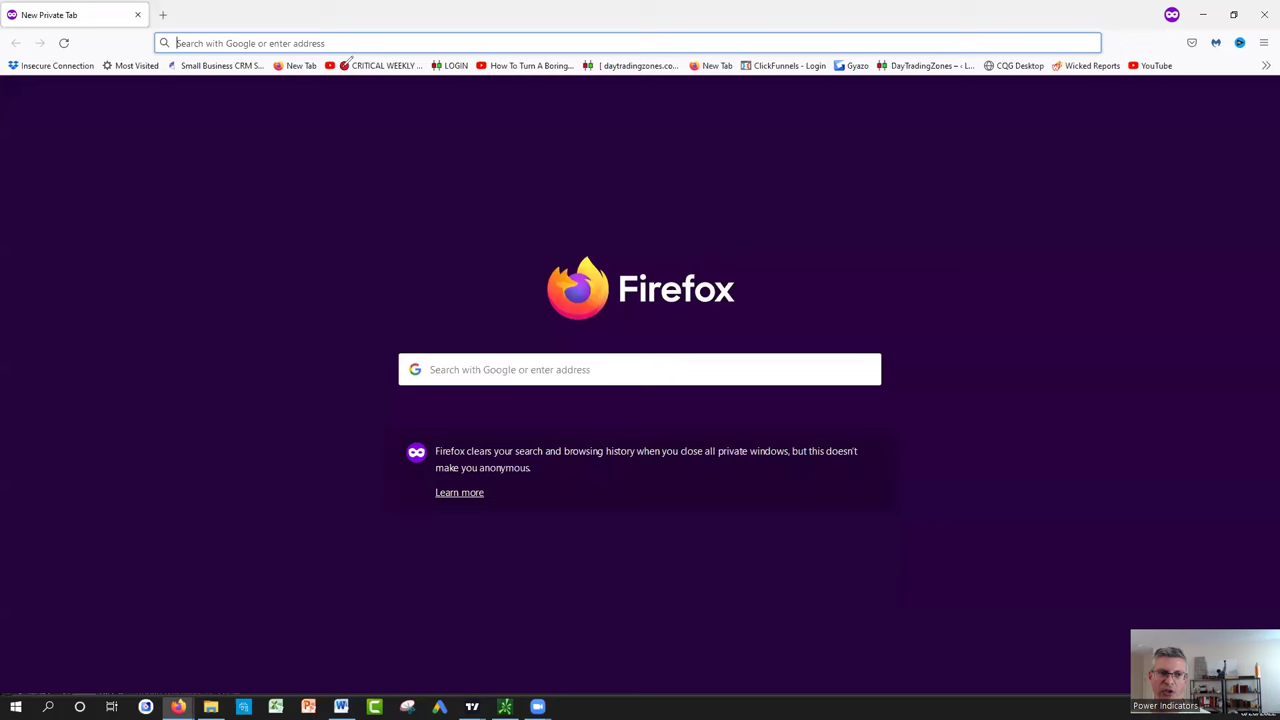 New Private Tab
Search with Google or enter address
Insecure Connection Most Visited Small Business CRM S... New Tab CRITICAL WEEKLY ... LOGIN How To Turn A Boring... [ daytradingzones.co... New Tab ClickFunnels - Login Gyazo DayTradingZones – ‹ L... CQG Desktop Wicked Reports YouTube
Firefox
Search with Google or enter address
Firefox clears your search and browsing history when you close all private windows, but this doesn't
make you anonymous.
Learn more
Power Indicators